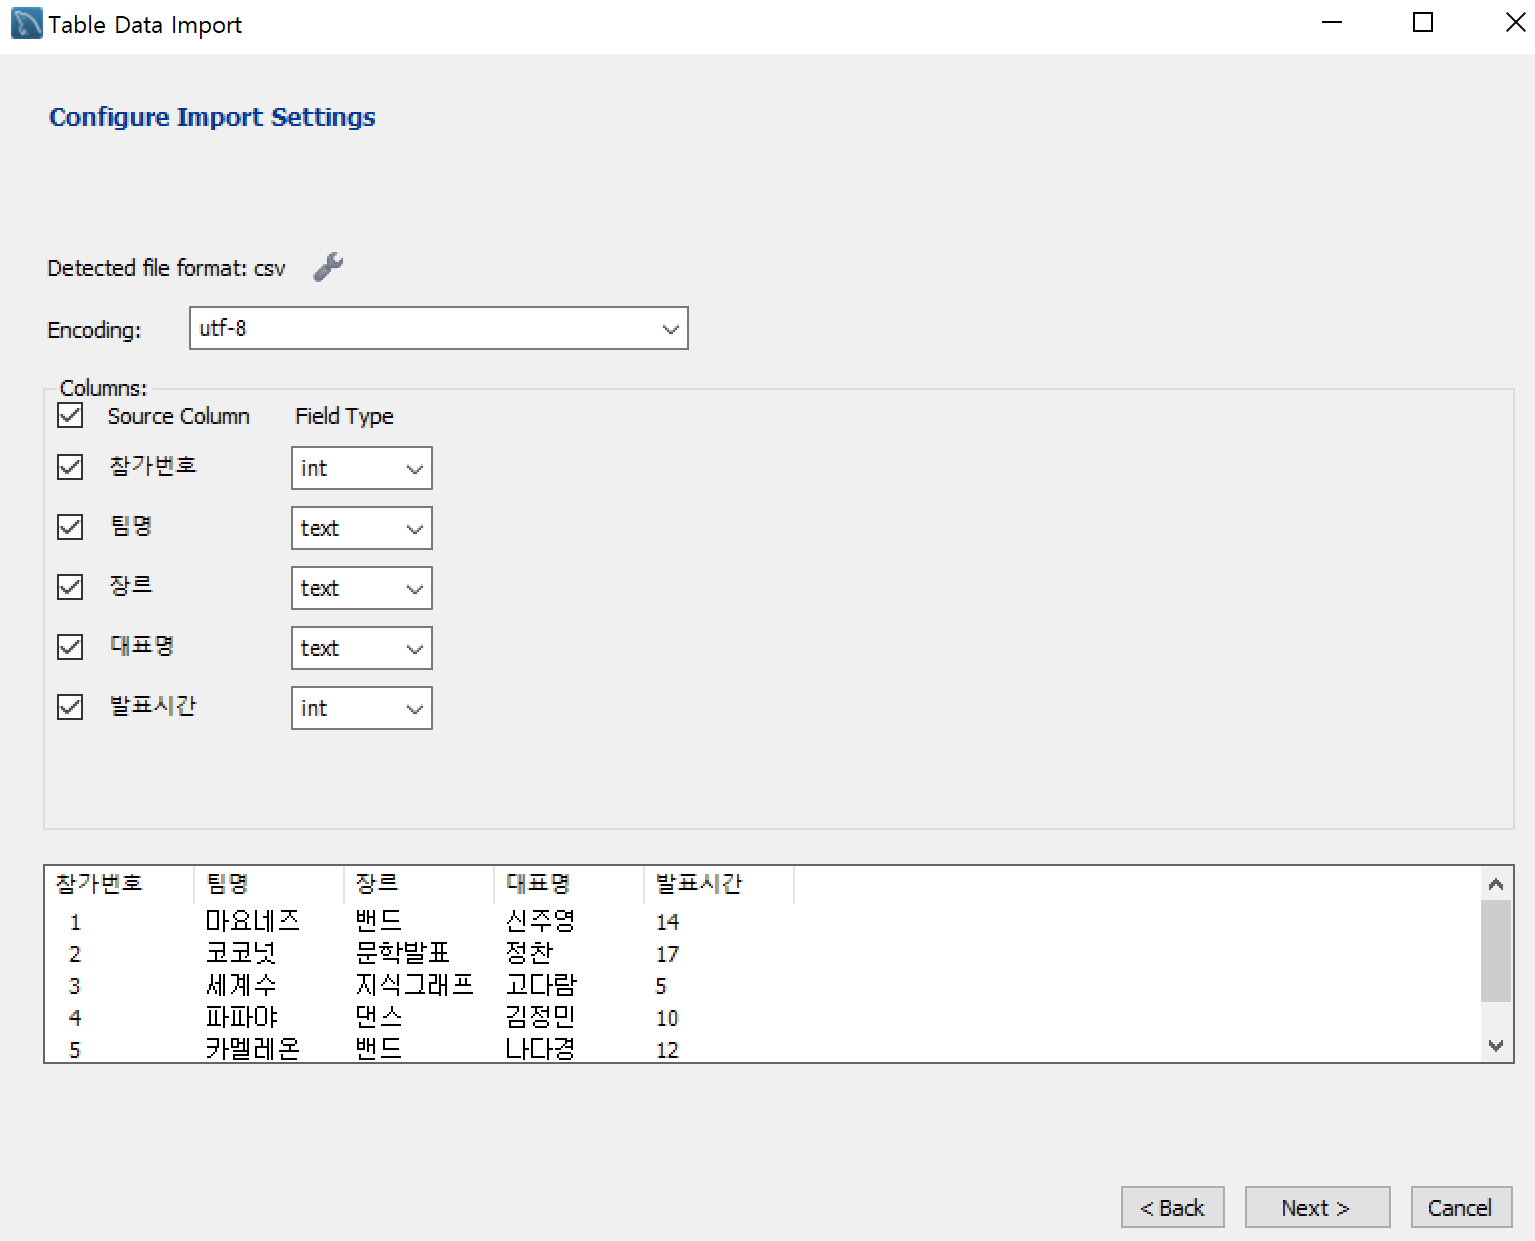 Table Data Import
Configure Import Settings
Detected file format: csv
Encoding: utf-8
Columns:
Source Column Field Type
참가번호 int
팀명 text
장르 text
대표명 text
발표시간 int
참가번호 팀명 장르 대표명 발표시간
1 마요네즈 밴드 신주영 14
2 코코넛 문학발표 정찬 17
3 세계수 지식그래프 고다람 5
4 파파야 댄스 김정민 10
5 카멜레온 밴드 나다경 12
< Back Next > Cancel